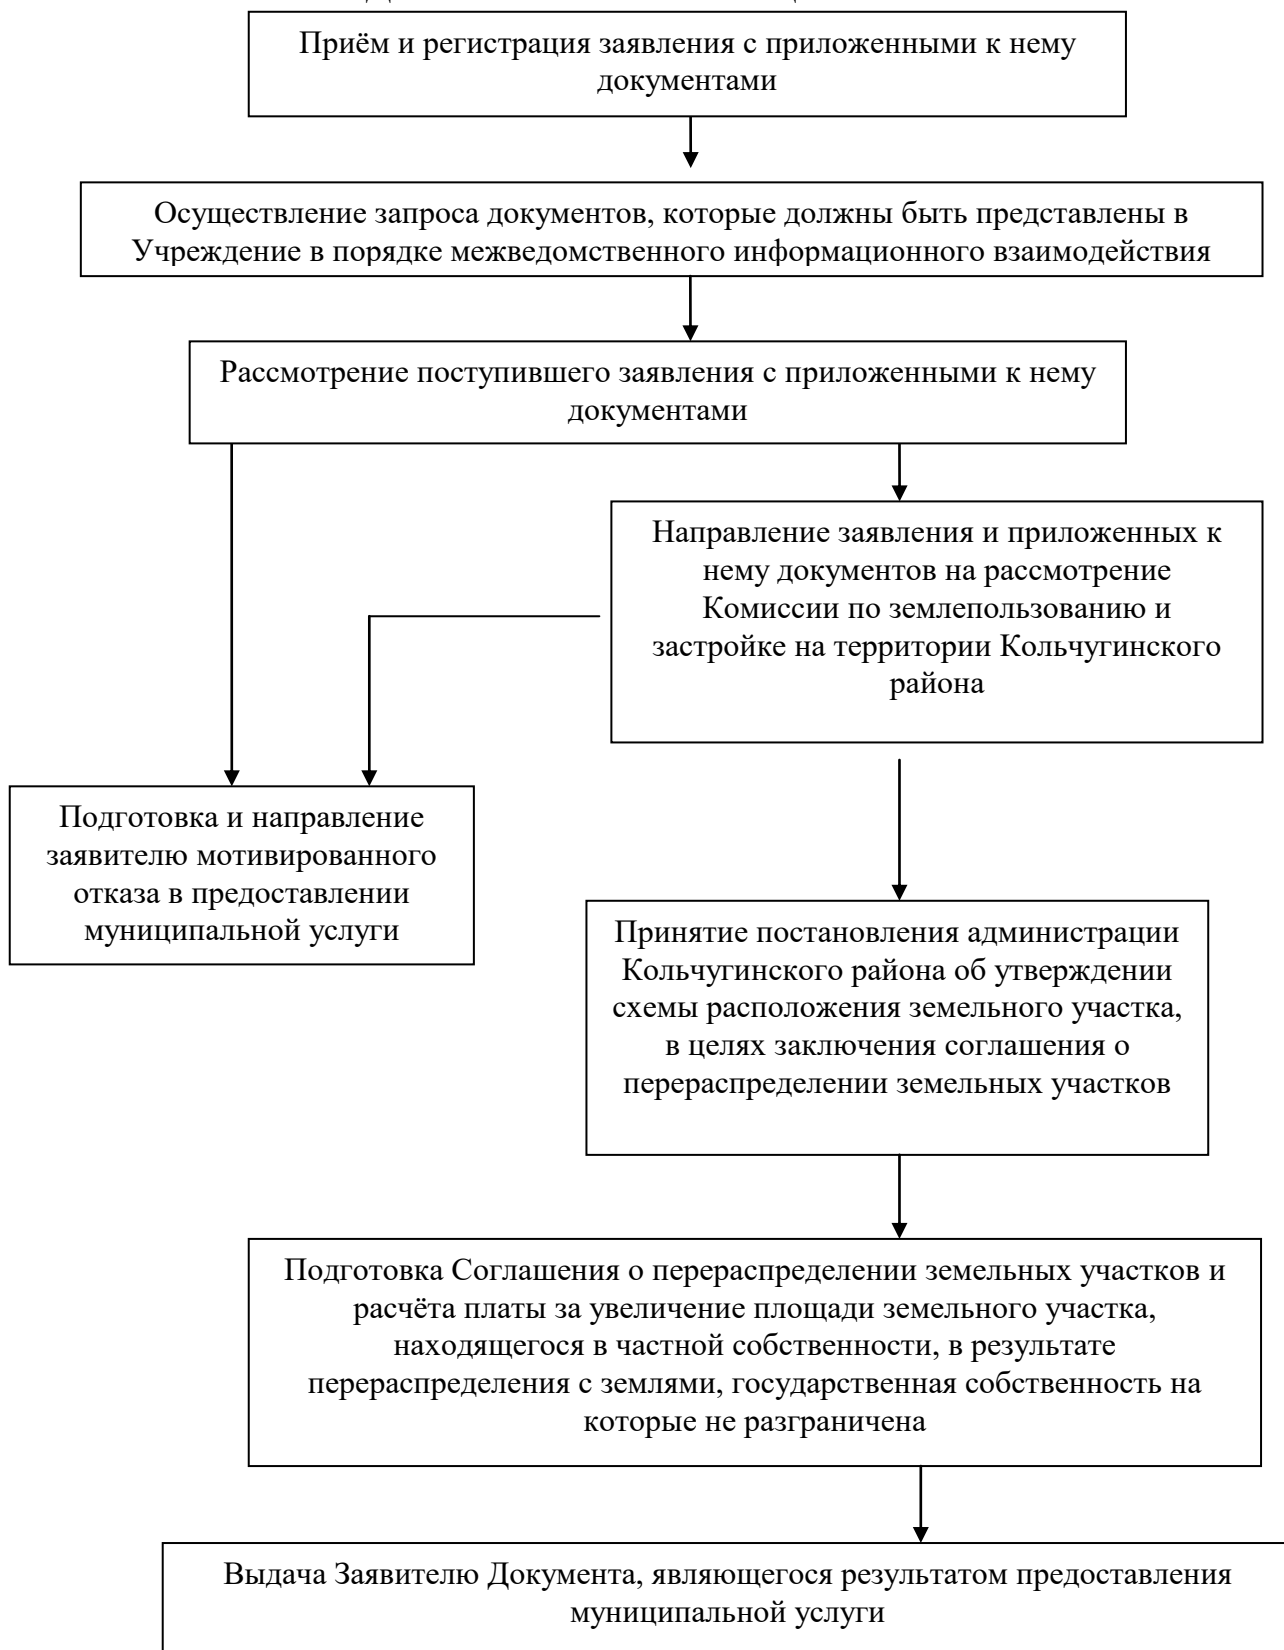 Приём и регистрация заявления с приложенными к нему
документами
Осуществление запроса документов, которые должны быть представлены в
Учреждение в порядке межведомственного информационного взаимодействия
Рассмотрение поступившего заявления с приложенными к нему
документами
Направление заявления и приложенных к
нему документов на рассмотрение
Комиссии по землепользованию и
застройке на территории Кольчугинского
района
Подготовка и направление
заявителю мотивированного
отказа в предоставлении
муниципальной услуги
Принятие постановления администрации
Кольчугинского района об утверждении
схемы расположения земельного участка,
в целях заключения соглашения о
перераспределении земельных участков
Подготовка Соглашения о перераспределении земельных участков и
расчёта платы за увеличение площади земельного участка,
находящегося в частной собственности, в результате
перераспределения с землями, государственная собственность на
которые не разграничена
Выдача Заявителю Документа, являющегося результатом предоставления
муниципальной услуги